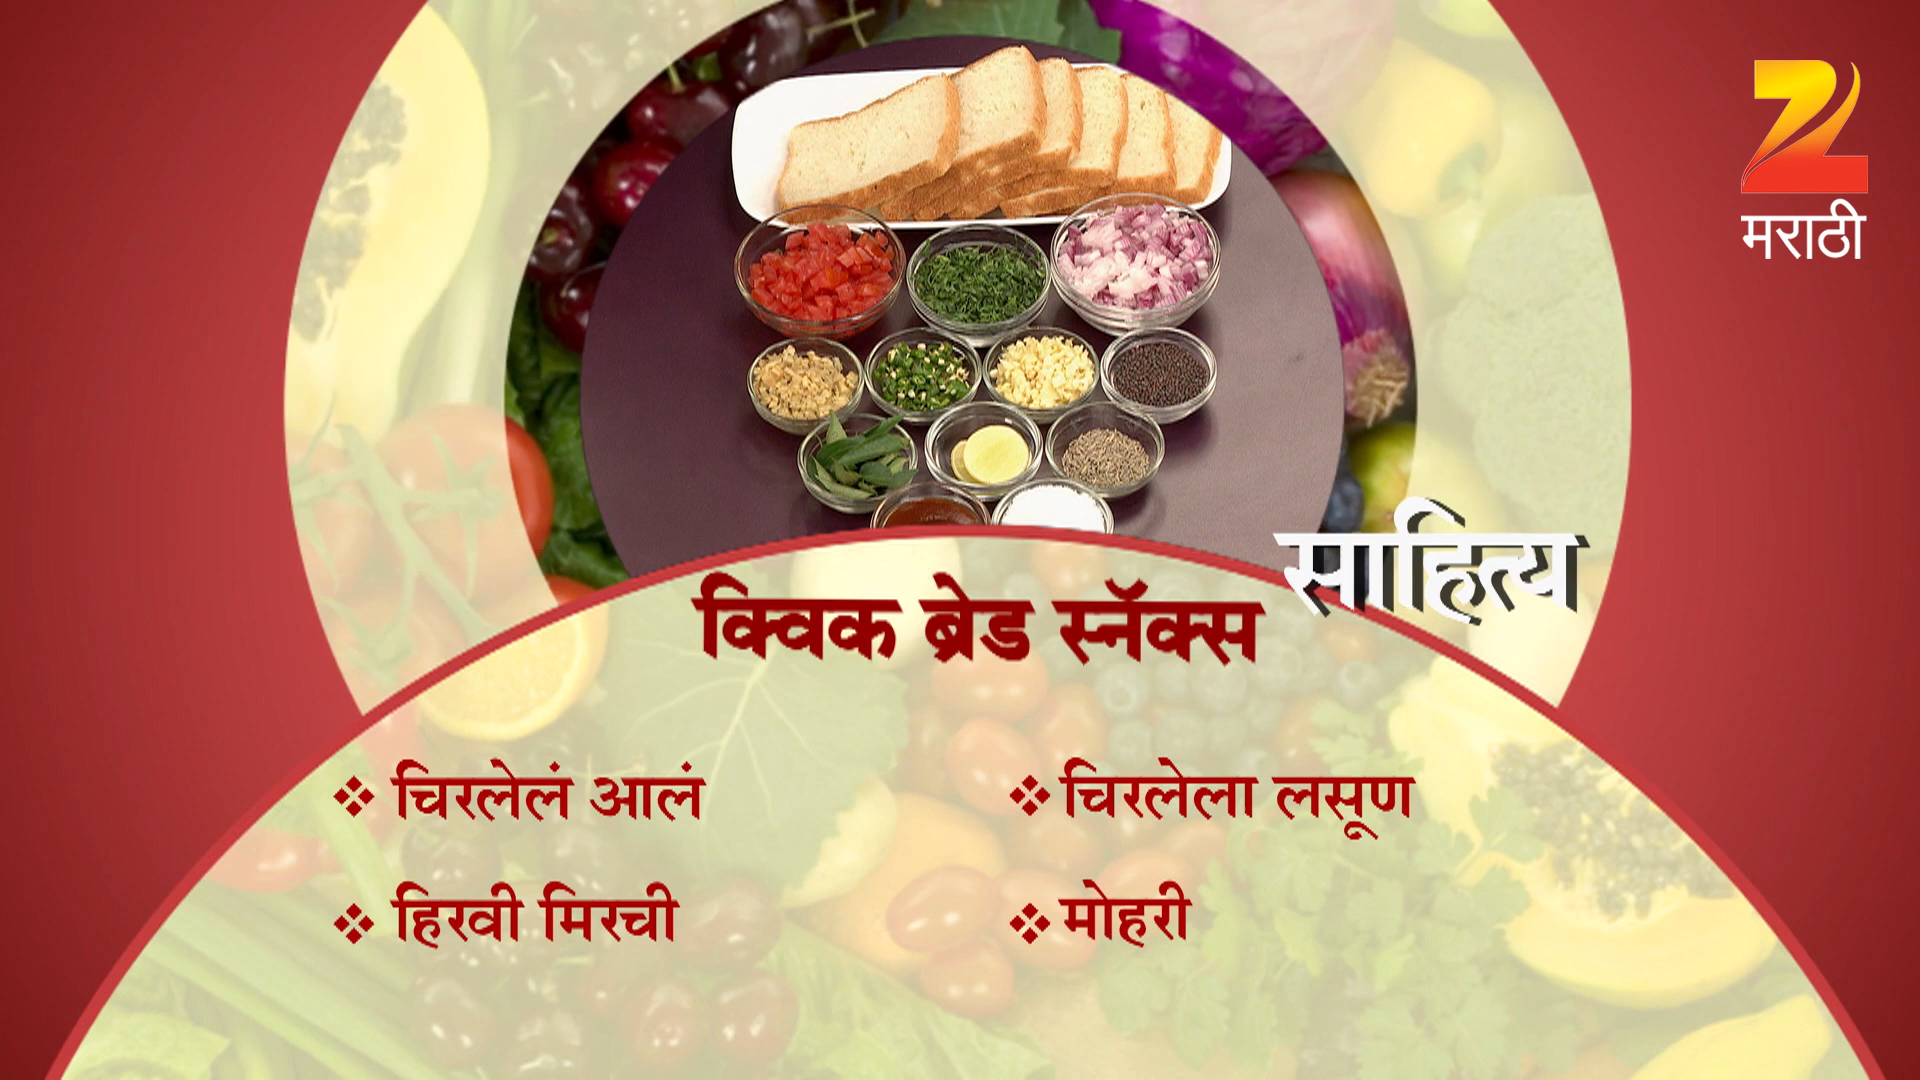 मराठी
साहित्य
क्विक ब्रेड स्नॅक्स
❖ चिरलेलं आलं
❖ चिरलेला लसूण
❖ हिरवी मिरची
❖ मोहरी